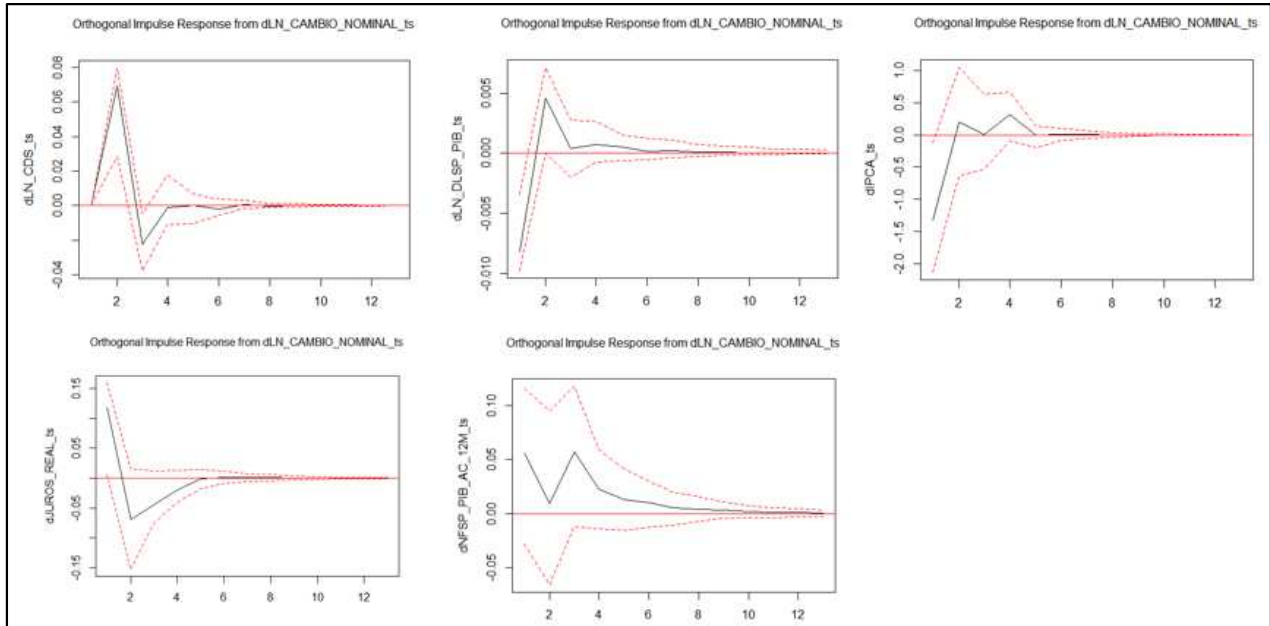 Orthogonal Impulse Response from dLN_CAMBIO_NOMINAL_ts
dLN_CDS_ts
0.08
0.06
0.04
0.02
0.00
-0.04
2 4 6 8 10 12
Orthogonal Impulse Response from dLN_CAMBIO_NOMINAL_ts
dLN_DLSP_PIB_ts
0.005
0.000
-0.005
-0.010
2 4 6 8 10 12
Orthogonal Impulse Response from dLN_CAMBIO_NOMINAL_ts
dIPCA_ts
1.0
0.5
0.0
-0.5
-1.0
-1.5
-2.0
2 4 6 8 10 12
Orthogonal Impulse Response from dLN_CAMBIO_NOMINAL_ts
dJUROS_REAL_ts
0.15
0.05
-0.05
-0.15
2 4 6 8 10 12
Orthogonal Impulse Response from dLN_CAMBIO_NOMINAL_ts
dNFSP_PIB_AC_12M_ts
0.10
0.05
0.00
-0.05
2 4 6 8 10 12